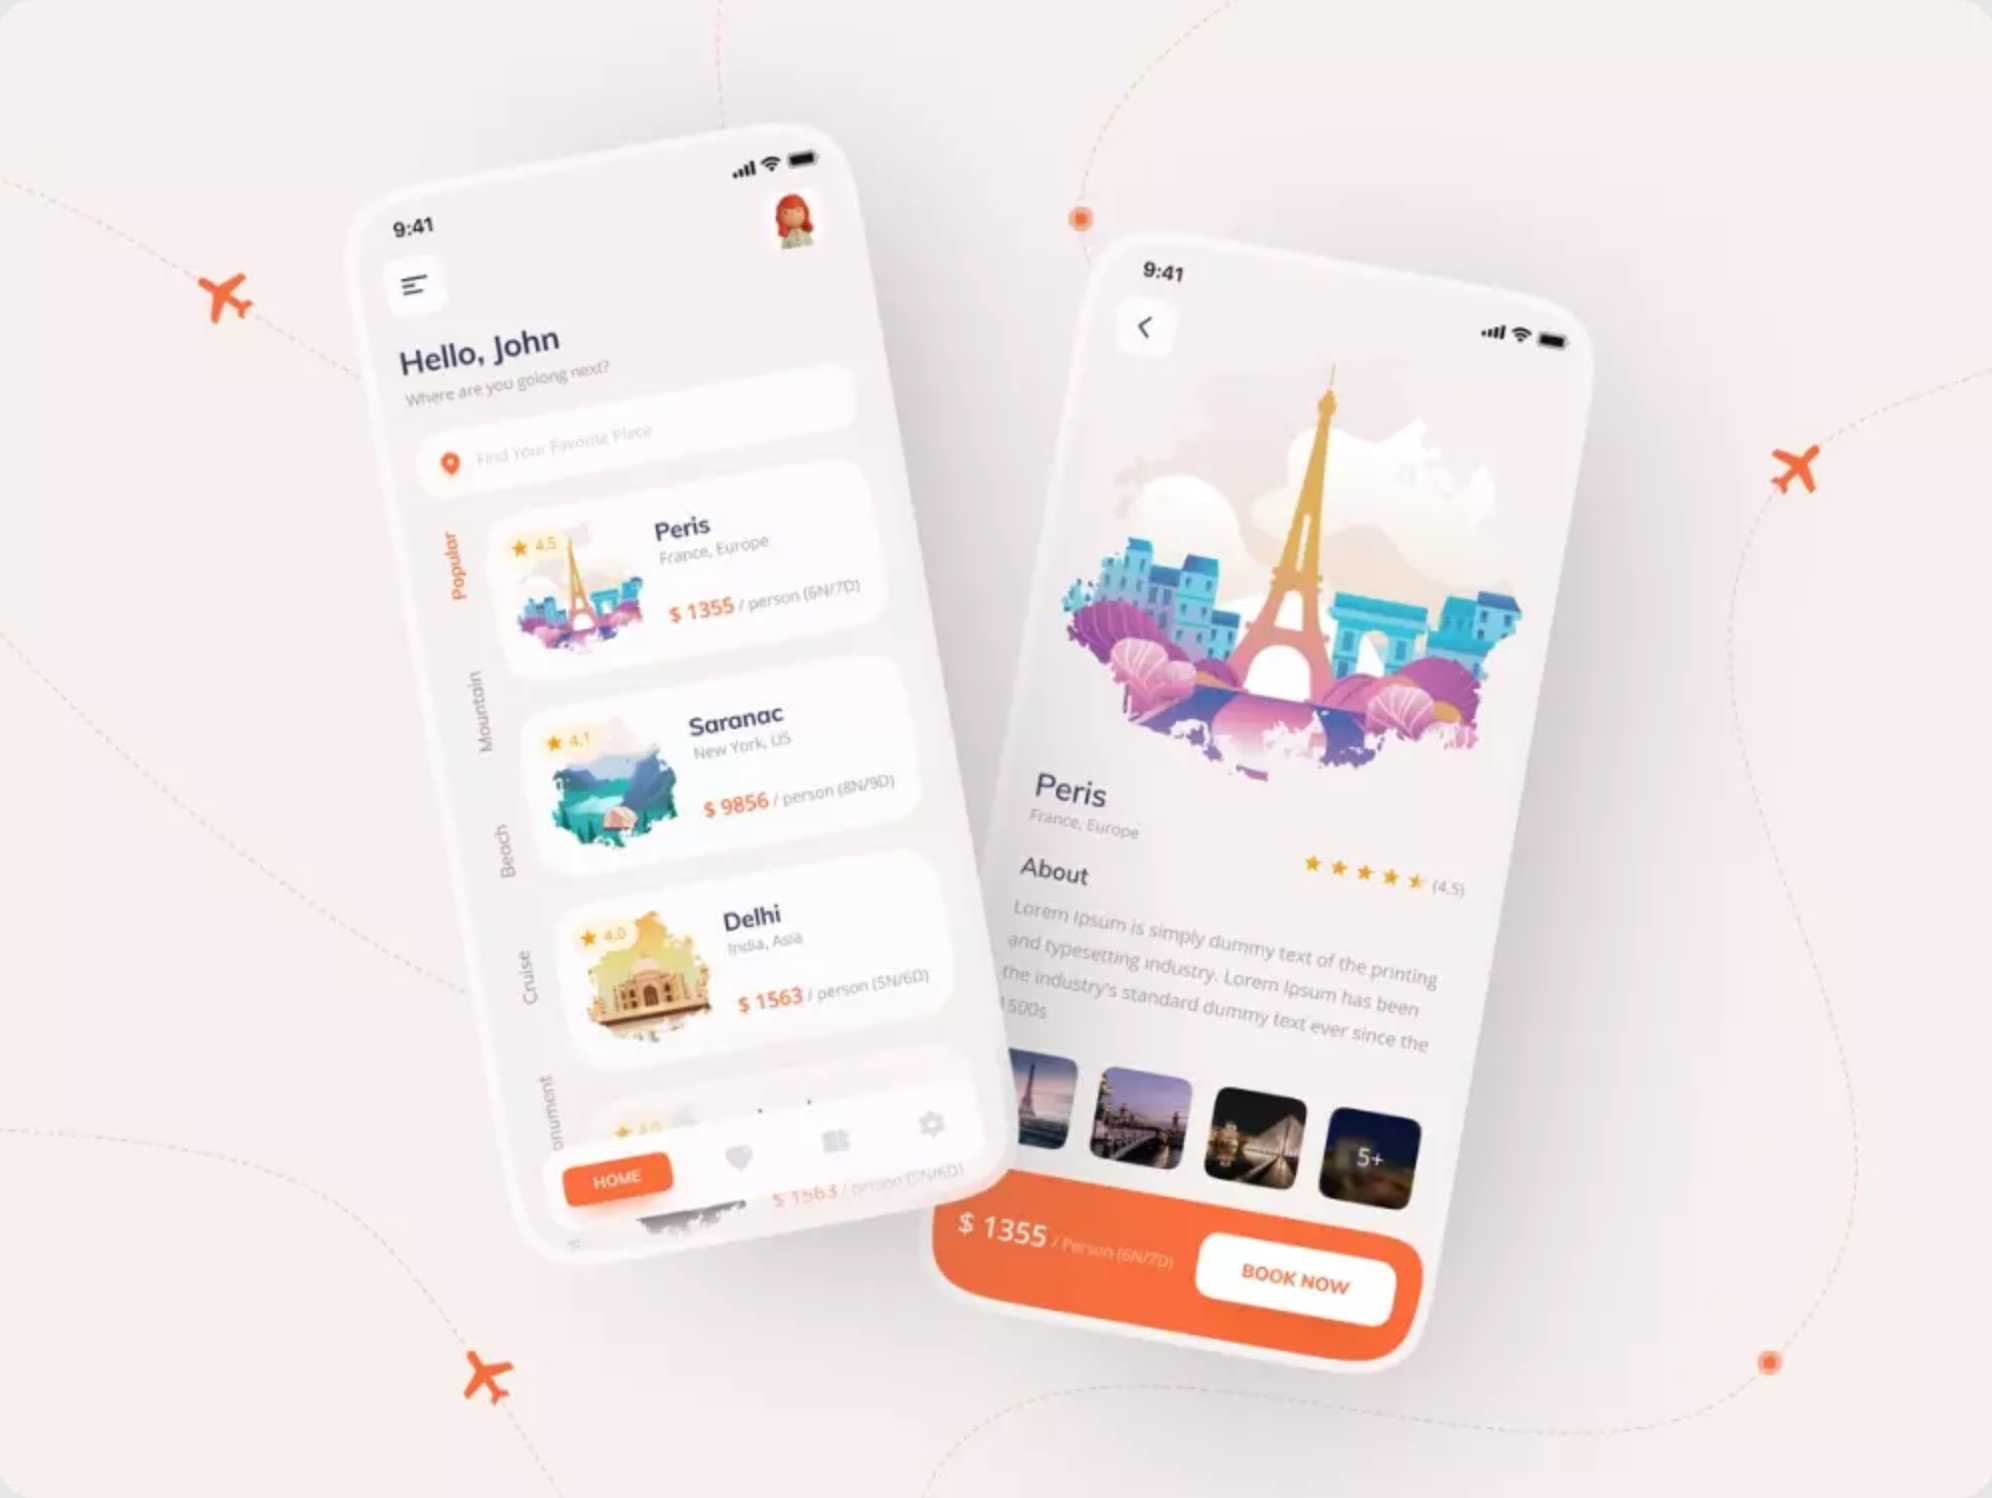 9:41
Hello, John
Where are you goiong next?
Find Your Favorite Place
Popular
Mountain
Beach
Cruise
onument
4.5
Peris
France, Europe
$ 1355 / person (6N/7D)
4.1
Saranac
New York, US
$ 9856 / person (8N/9D)
4.0
Delhi
India, Asia
$ 1563 / person (5N/6D)
4.0
$ 1563 / person (5N/6D)
HOME
9:41
Peris
France, Europe
(4.5)
About
Lorem Ipsum is simply dummy text of the printing
and typesetting industry. Lorem Ipsum has been
the industry's standard dummy text ever since the
1500s
5+
$ 1355 / Person (6N/7D)
BOOK NOW